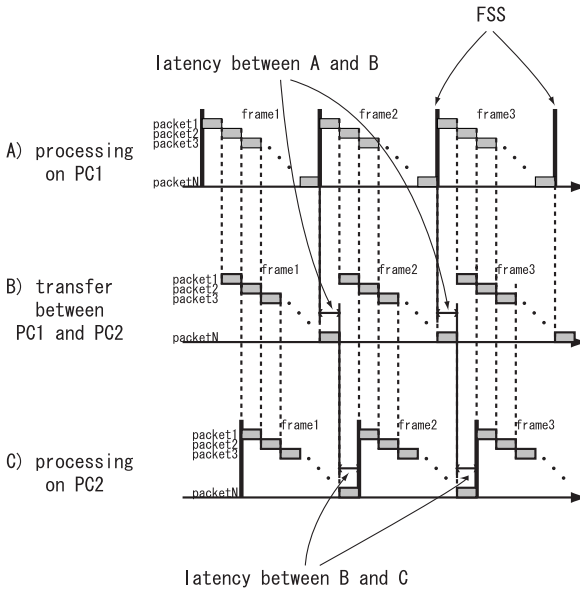 FSS
latency between A and B
frame1 frame2 frame3
packet1
packet2
packet3
packetN
A) processing
on PC1
frame1 frame2 frame3
packet1
packet2
packet3
packetN
B) transfer
between
PC1 and PC2
frame1 frame2 frame3
packet1
packet2
packet3
packetN
C) processing
on PC2
latency between B and C